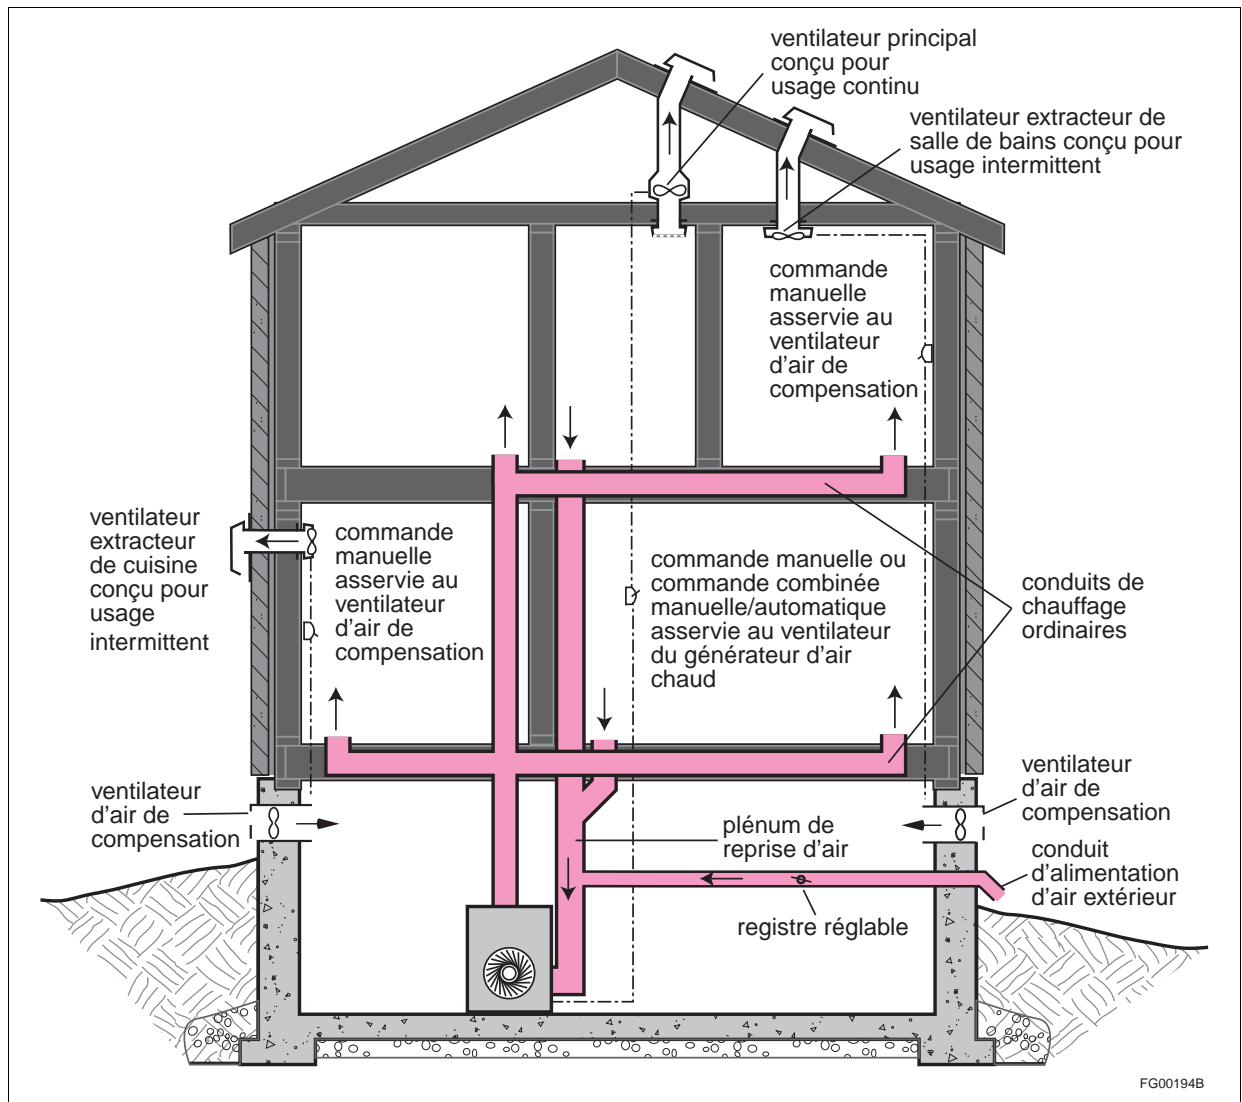 ventilateur principal
conçu pour
usage continu
ventilateur extracteur de
salle de bains conçu pour
usage intermittent
commande
manuelle
asservie au
ventilateur
d'air de
compensation
ventilateur
extracteur
de cuisine
conçu pour
usage
intermittent
commande
manuelle
asservie au
ventilateur
d'air de
compensation
commande manuelle ou
commande combinée
manuelle/automatique
asservie au ventilateur
du générateur d'air
chaud
conduits de
chauffage
ordinaires
ventilateur
d'air de
compensation
plénum de
reprise d'air
ventilateur
d'air de
compensation
conduit
d'alimentation
d'air extérieur
registre réglable
FG00194B